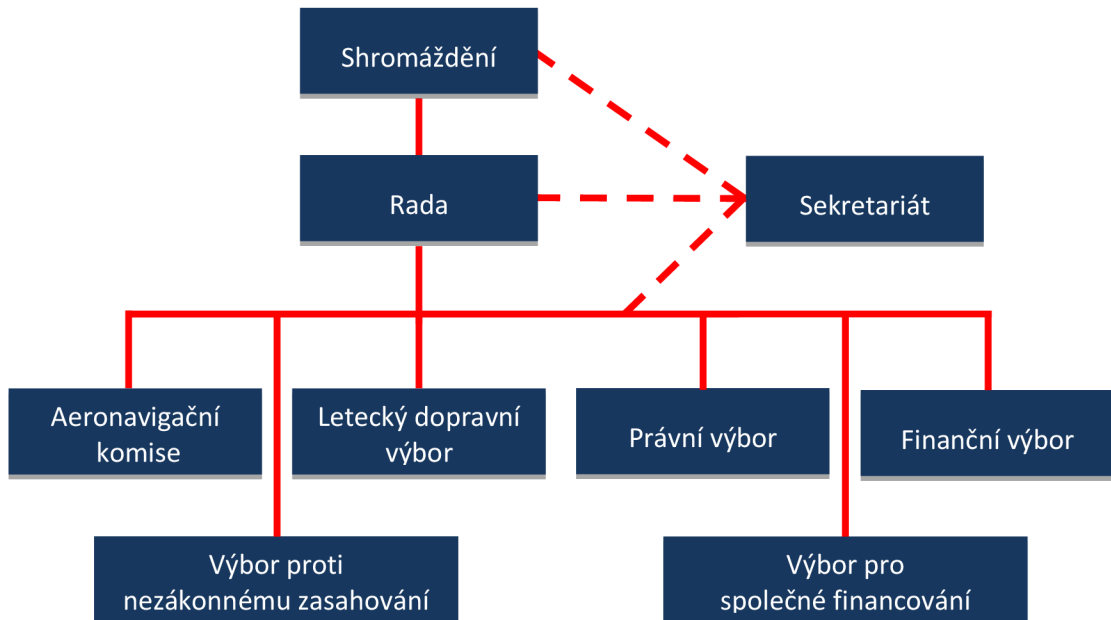 Shromáždění
Rada
Sekretariát
Aeronavigační
komise
Letecký dopravní
výbor
Právní výbor
Finanční výbor
Výbor proti
nezákonnému zasahování
Výbor pro
společné financování